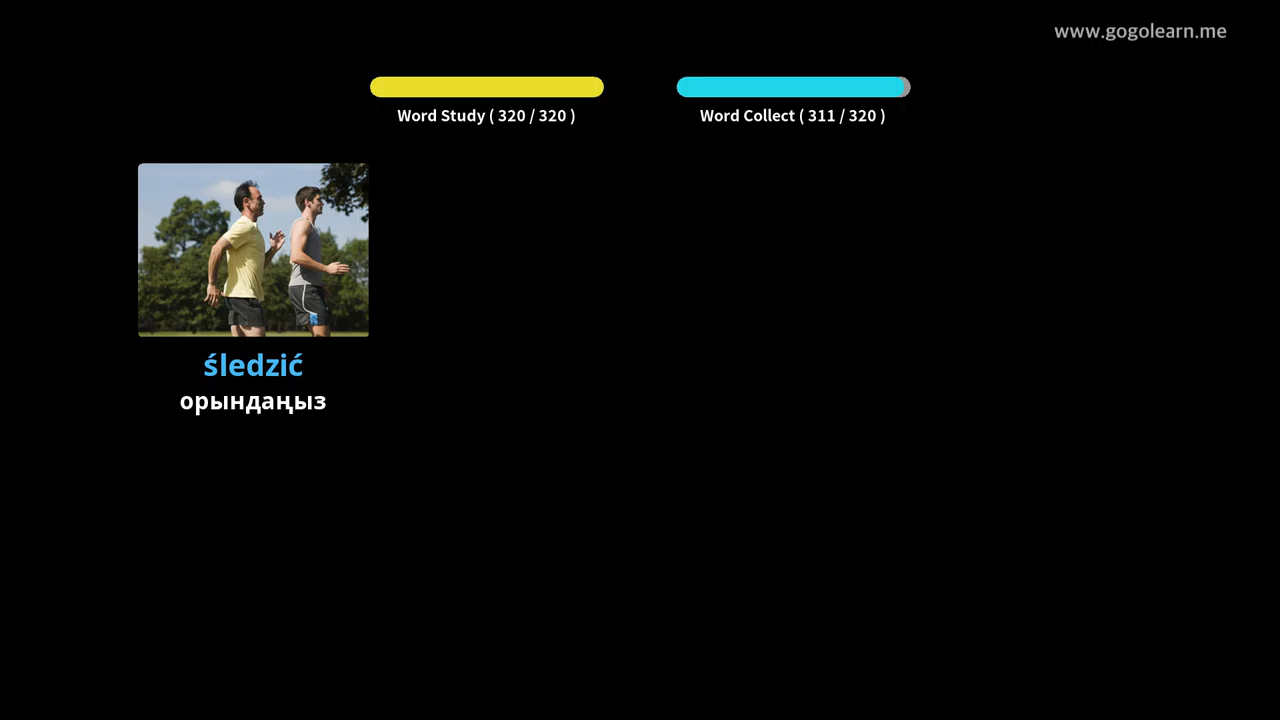 www.gogolearn.me
Word Study ( 320 / 320 )
Word Collect ( 311 / 320 )
śledzić
орындаңыз